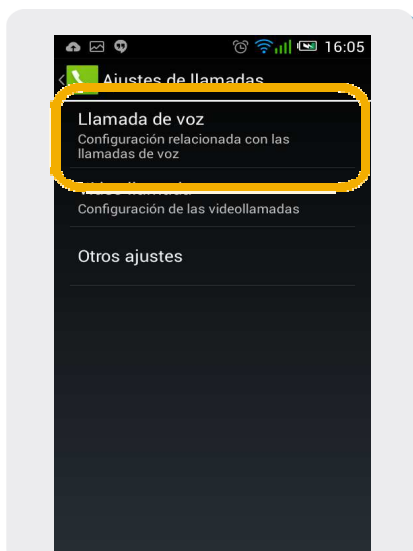 16:05
Ajustes de llamadas
Llamada de voz
Configuración relacionada con las
llamadas de voz
Configuración de las videollamadas
Otros ajustes